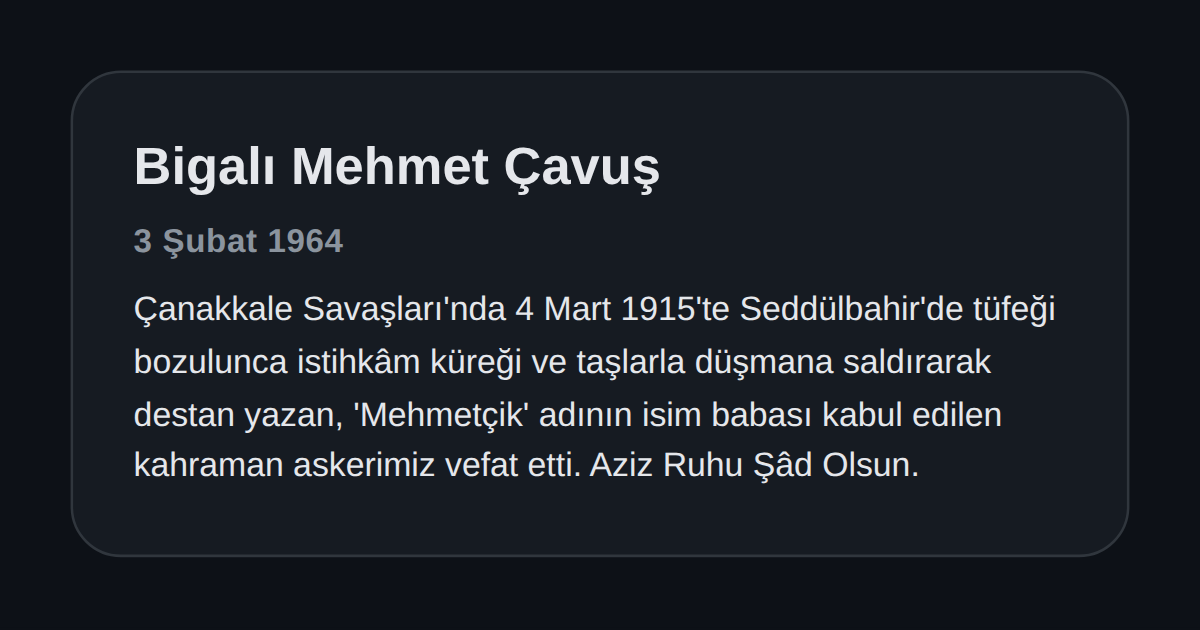 Bigalı Mehmet Çavuş
3 Şubat 1964
Çanakkale Savaşları'nda 4 Mart 1915'te Seddülbahir'de tüfeği
bozulunca istihkâm küreği ve taşlarla düşmana saldırarak
destan yazan, 'Mehmetçik' adının isim babası kabul edilen
kahraman askerimiz vefat etti. Aziz Ruhu Şâd Olsun.